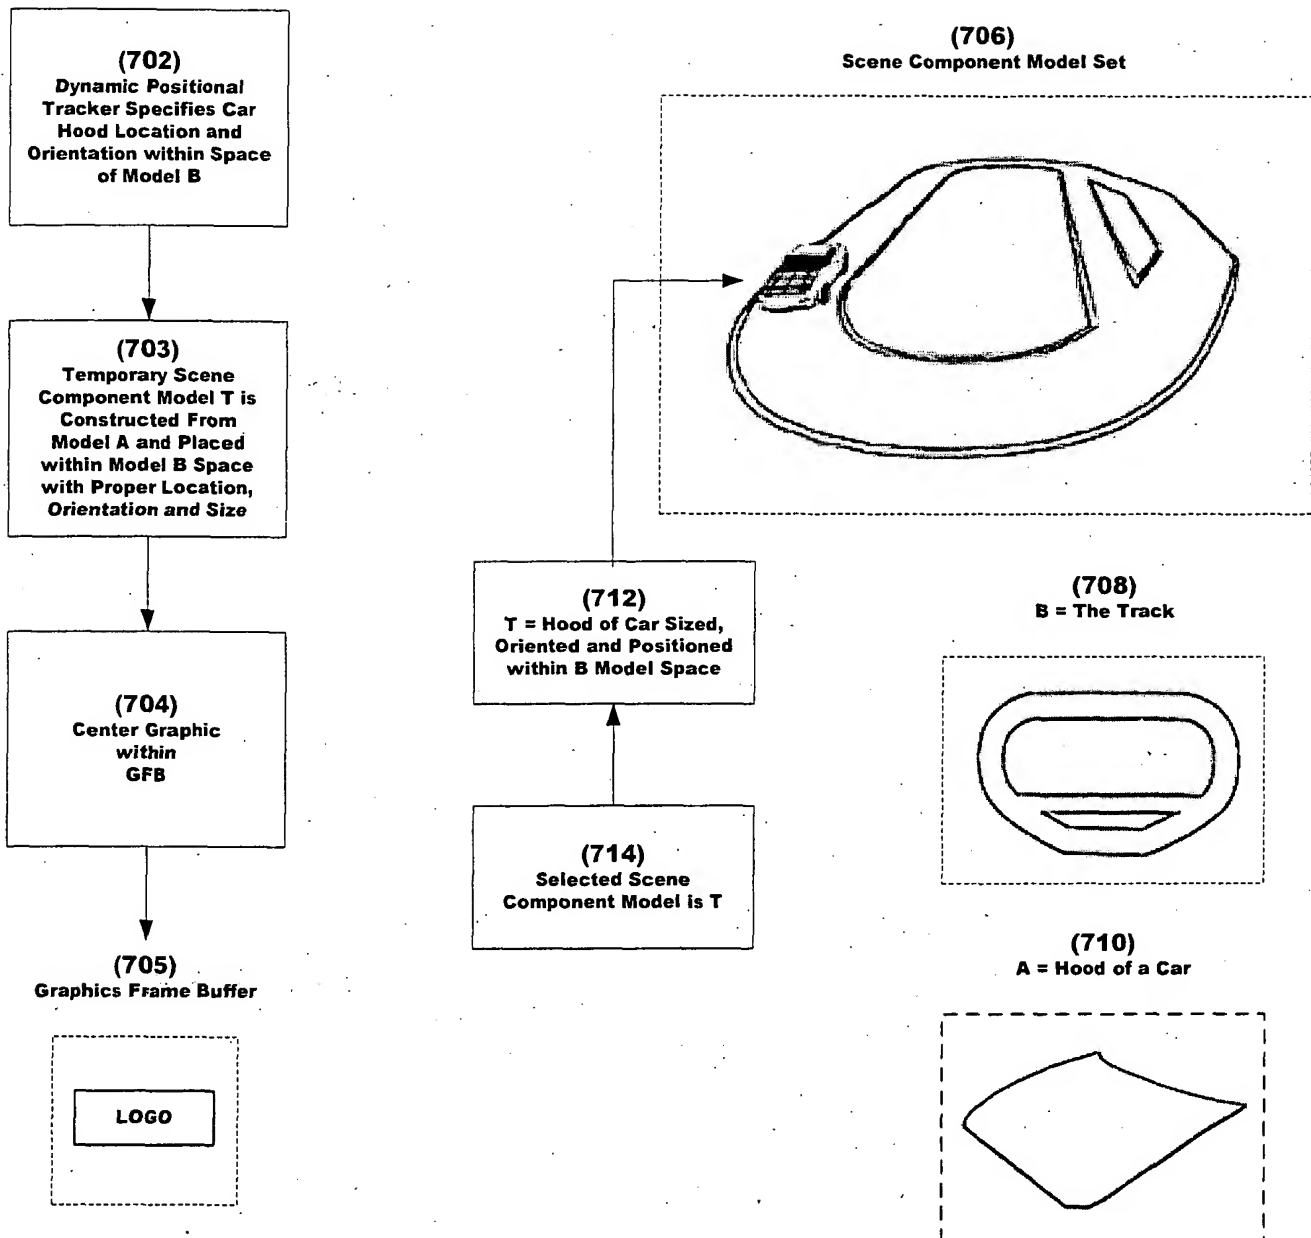 (702)
Dynamic Positional
Tracker Specifies Car
Hood Location and
Orientation within Space
of Model B
(703)
Temporary Scene
Component Model T is
Constructed From
Model A and Placed
within Model B Space
with Proper Location,
Orientation and Size
(704)
Center Graphic
within
GFB
(705)
Graphics Frame Buffer
LOGO
(706)
Scene Component Model Set
(712)
T = Hood of Car Sized,
Oriented and Positioned
within B Model Space
(714)
Selected Scene
Component Model is T
(708)
B = The Track
(710)
A = Hood of a Car